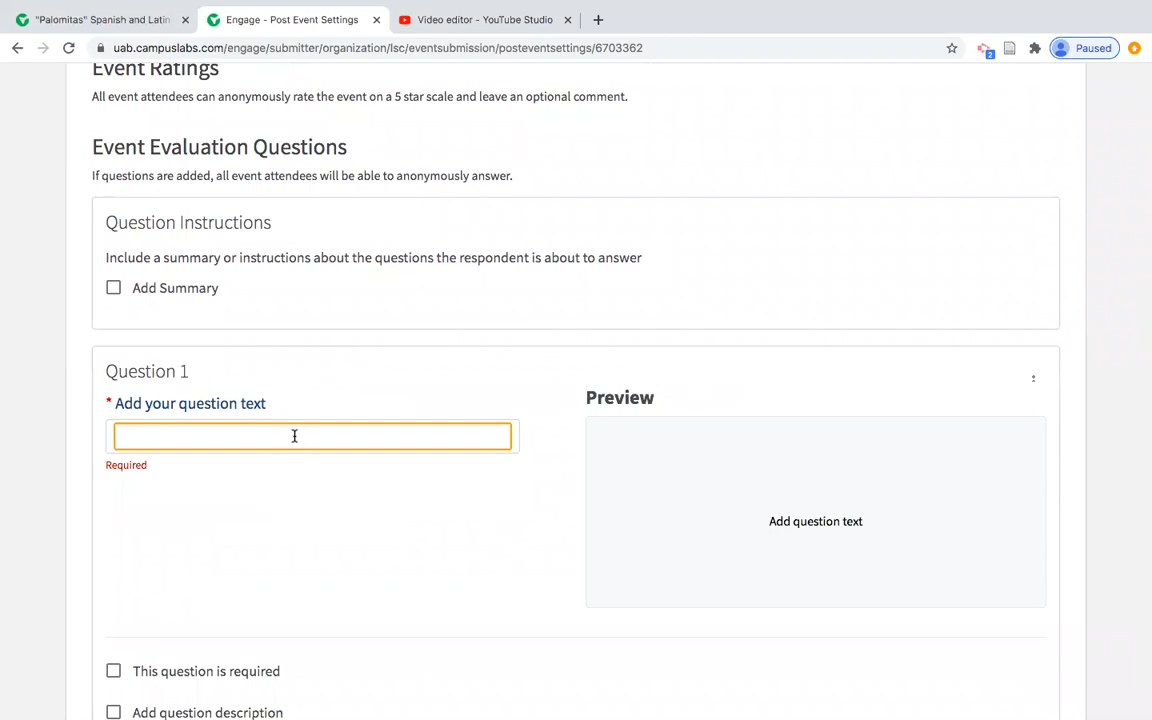 "Palomitas" Spanish and Latin
Engage - Post Event Settings
Video editor - YouTube Studio
uab.campuslabs.com/engage/submitter/organization/lsc/eventsubmission/posteventsettings/6703362
2
Paused
Event Ratings
All event attendees can anonymously rate the event on a 5 star scale and leave an optional comment.
Event Evaluation Questions
If questions are added, all event attendees will be able to anonymously answer.
Question Instructions
Include a summary or instructions about the questions the respondent is about to answer
Add Summary
Question 1
* Add your question text
Preview
Required
Add question text
This question is required
Add question description